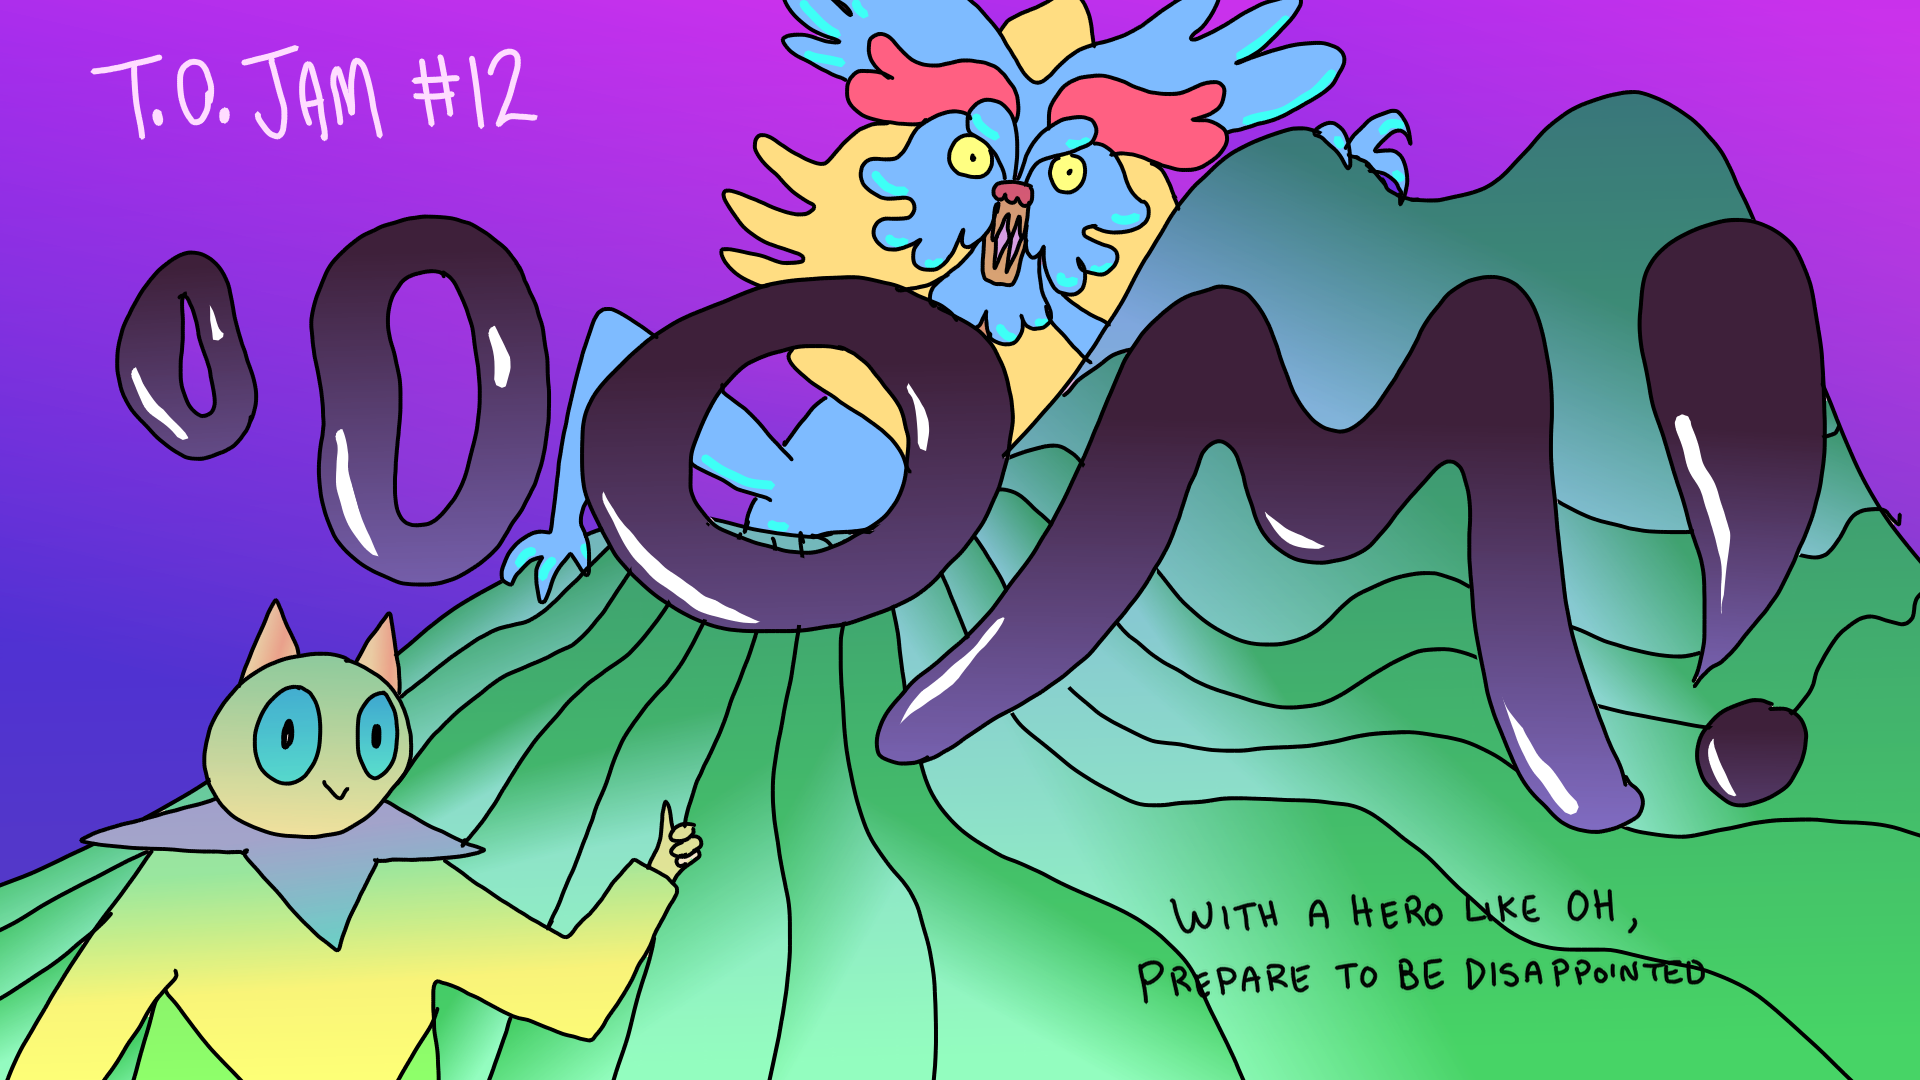 T.O. JAM #12
OOOM!
WITH A HERO LIKE OH,
PREPARE TO BE DISAPPOINTED